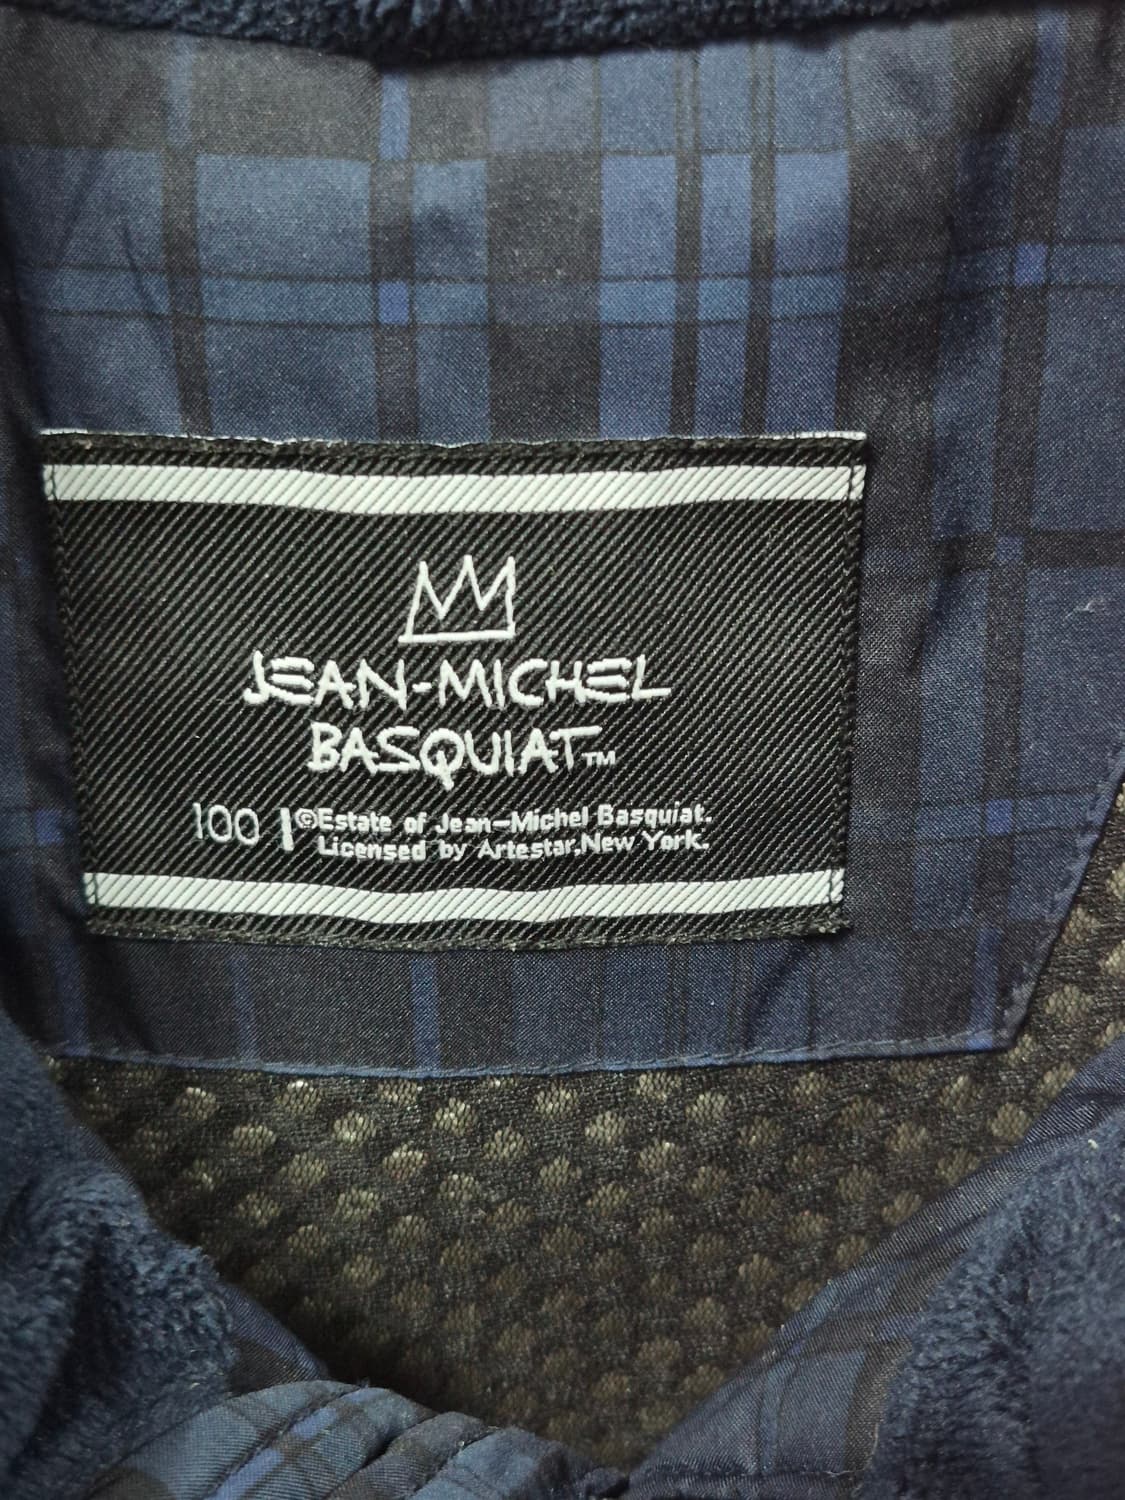 JEAN-MICHEL
BASQUIAT™
100 ©Estate of Jean-Michel Basquiat.
Licensed by Artestar,New York.